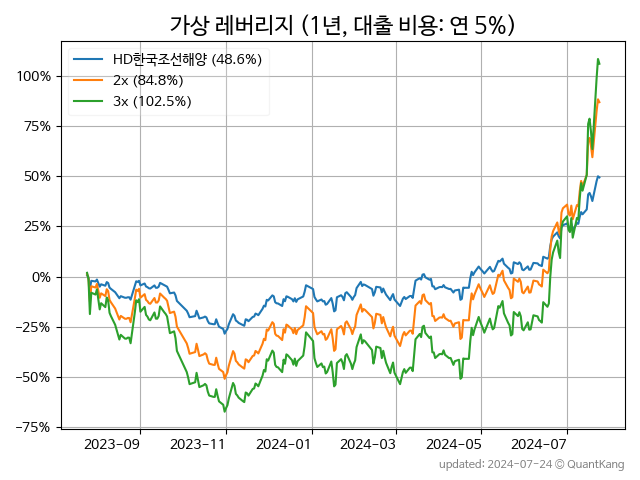 가상 레버리지 (1년, 대출 비용: 연 5%)
HD한국조선해양 (48.6%)
2x (84.8%)
3x (102.5%)
100%
75%
50%
25%
0%
−25%
−50%
−75%
2023-09
2023-11
2024-01
2024-03
2024-05
2024-07
updated: 2024-07-24 © QuantKang